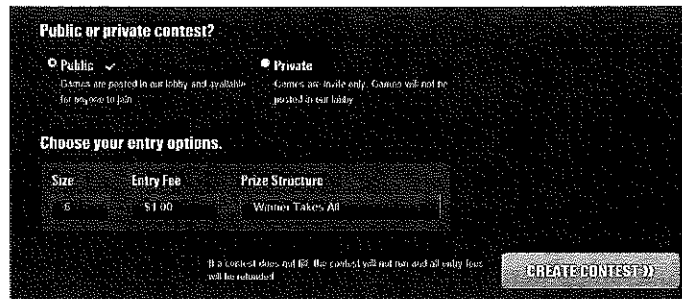 Public or private contest?
Public
Private
Games are posted in our lobby and available
for anyone to join
Games are invite only. Games will not be
posted in our lobby
Choose your entry options.
Size
Entry Fee
Prize Structure
6
$1.00
Winner Takes All
If a contest does not fill, the contest will not run and all entry fees
will be refunded
CREATE CONTEST »